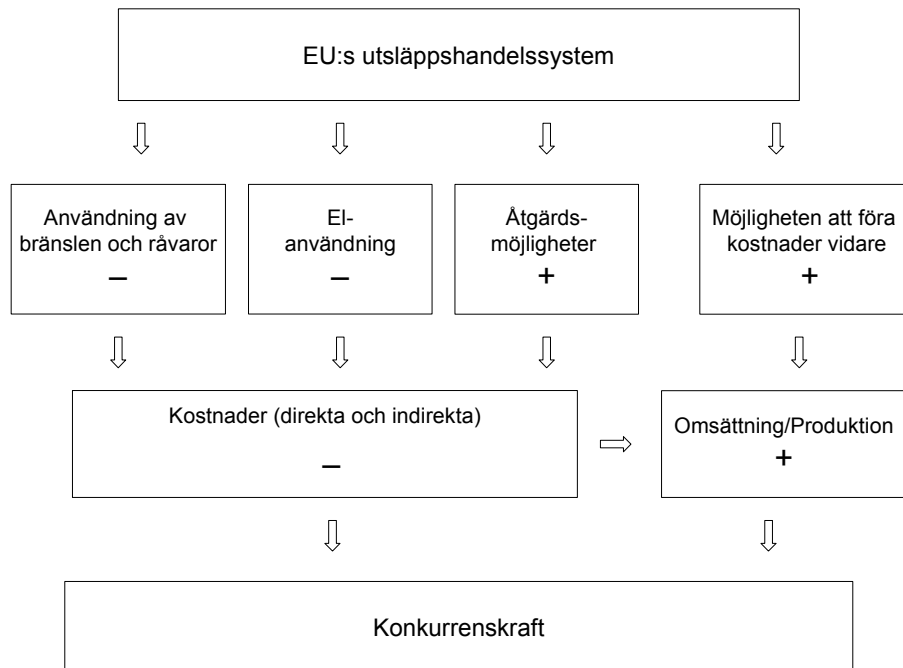 EU:s utsläppshandelssystem
Användning av
bränslen och råvaror
–
El-
användning
–
Åtgärds-
möjligheter
+
Möjligheten att föra
kostnader vidare
+
Kostnader (direkta och indirekta)
–
Omsättning/Produktion
+
Konkurrenskraft